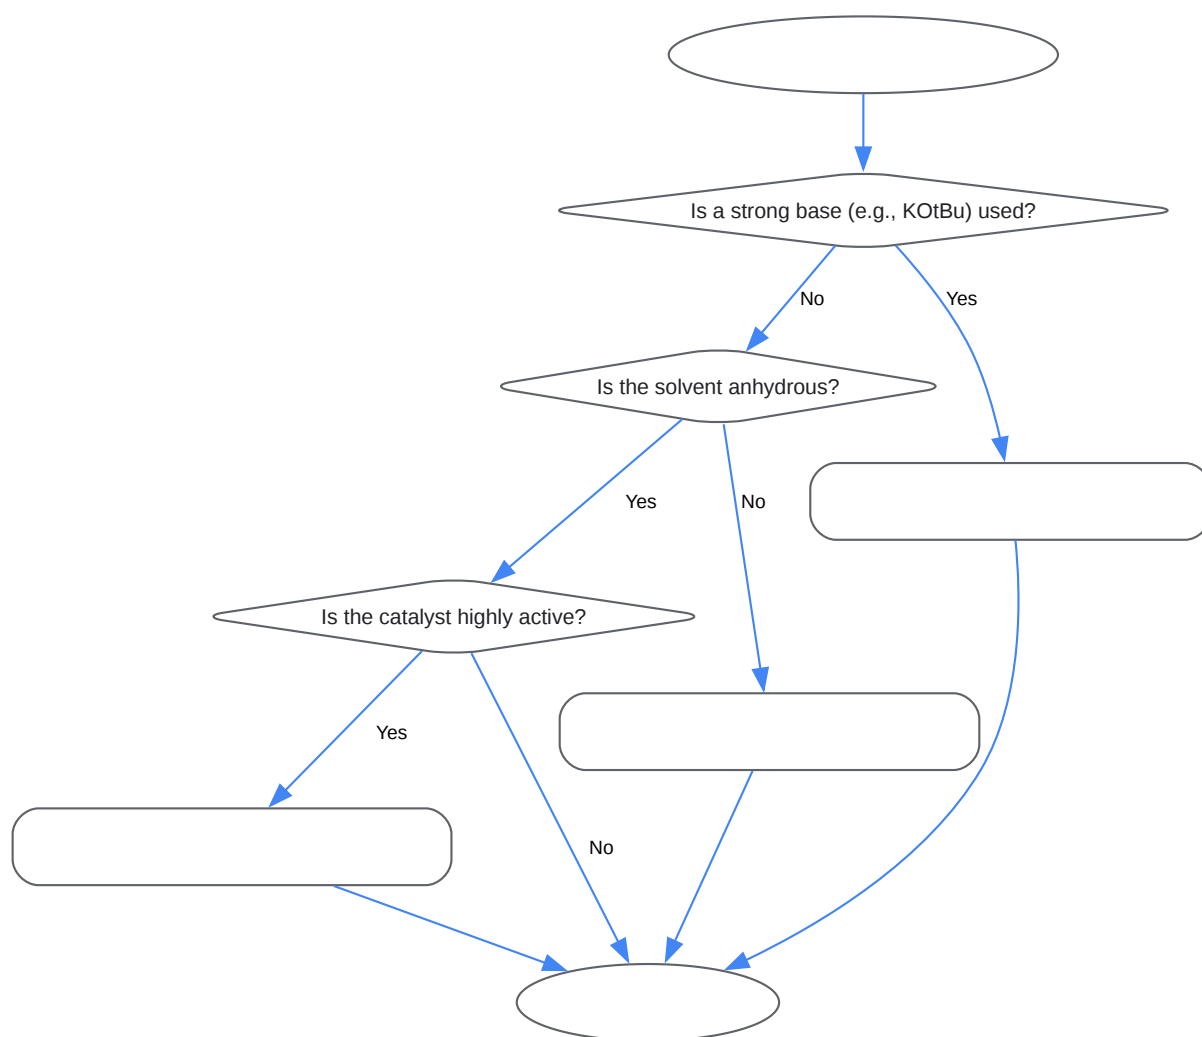 Is a strong base (e.g., KOtBu) used?
No
Yes
Is the solvent anhydrous?
Yes
No
Is the catalyst highly active?
Yes
No